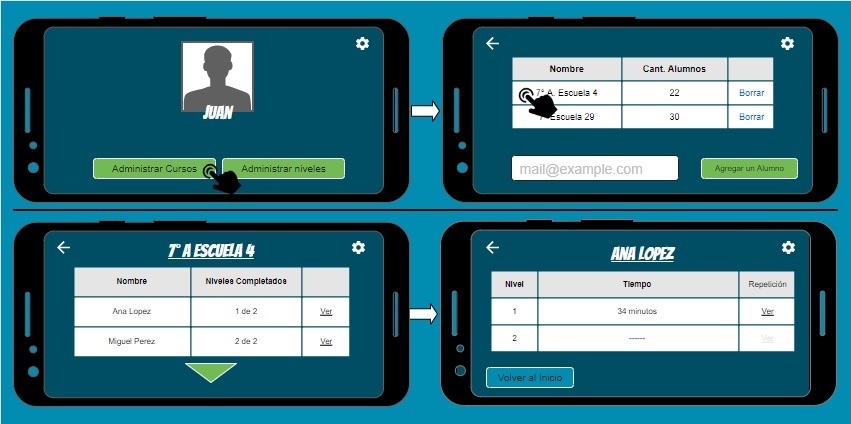 JUAN
Administrar Cursos
Administrar niveles
Nombre Cant. Alumnos
7° A. Escuela 4 22 Borrar
7° Escuela 29 30 Borrar
mail@example.com
Agregar un Alumno
7° A ESCUELA 4
Nombre Niveles Completados
Ana Lopez 1 de 2 Ver
Miguel Perez 2 de 2 Ver
ANA LOPEZ
Nivel Tiempo Repetición
1 34 minutos Ver
2 ------ Ver
Volver al Inicio